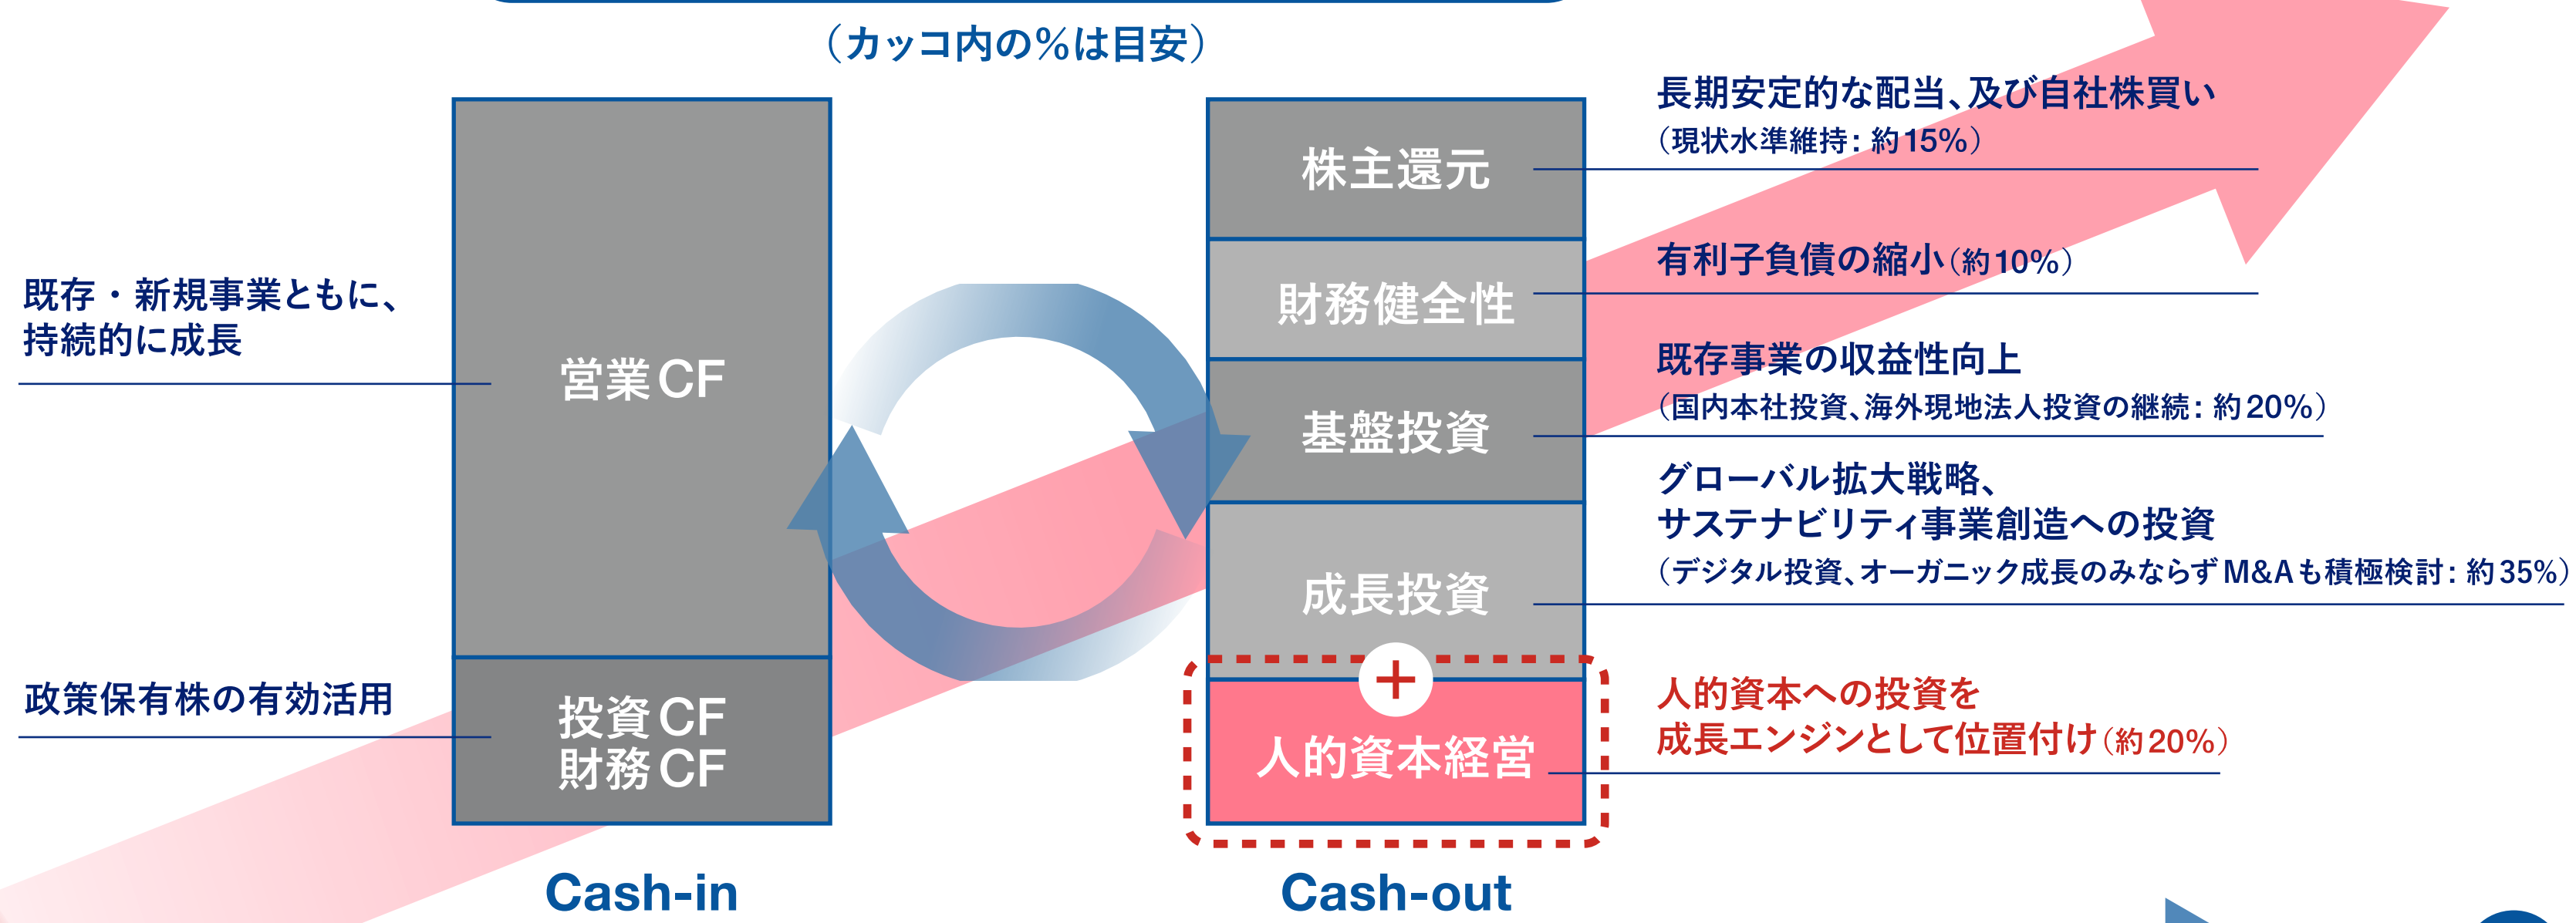 （カッコ内の％は目安）
既存・新規事業ともに、
持続的に成長
政策保有株の有効活用
営業CF
投資CF
財務CF
Cash-in
株主還元
財務健全性
基盤投資
成長投資
+
人的資本経営
Cash-out
長期安定的な配当、及び自社株買い
（現状水準維持：約15%）
有利子負債の縮小（約10%）
既存事業の収益性向上
（国内本社投資、海外現地法人投資の継続：約20%）
グローバル拡大戦略、
サステナビリティ事業創造への投資
（デジタル投資、オーガニック成長のみならずM&Aも積極検討：約35%）
人的資本への投資を
成長エンジンとして位置付け（約20%）